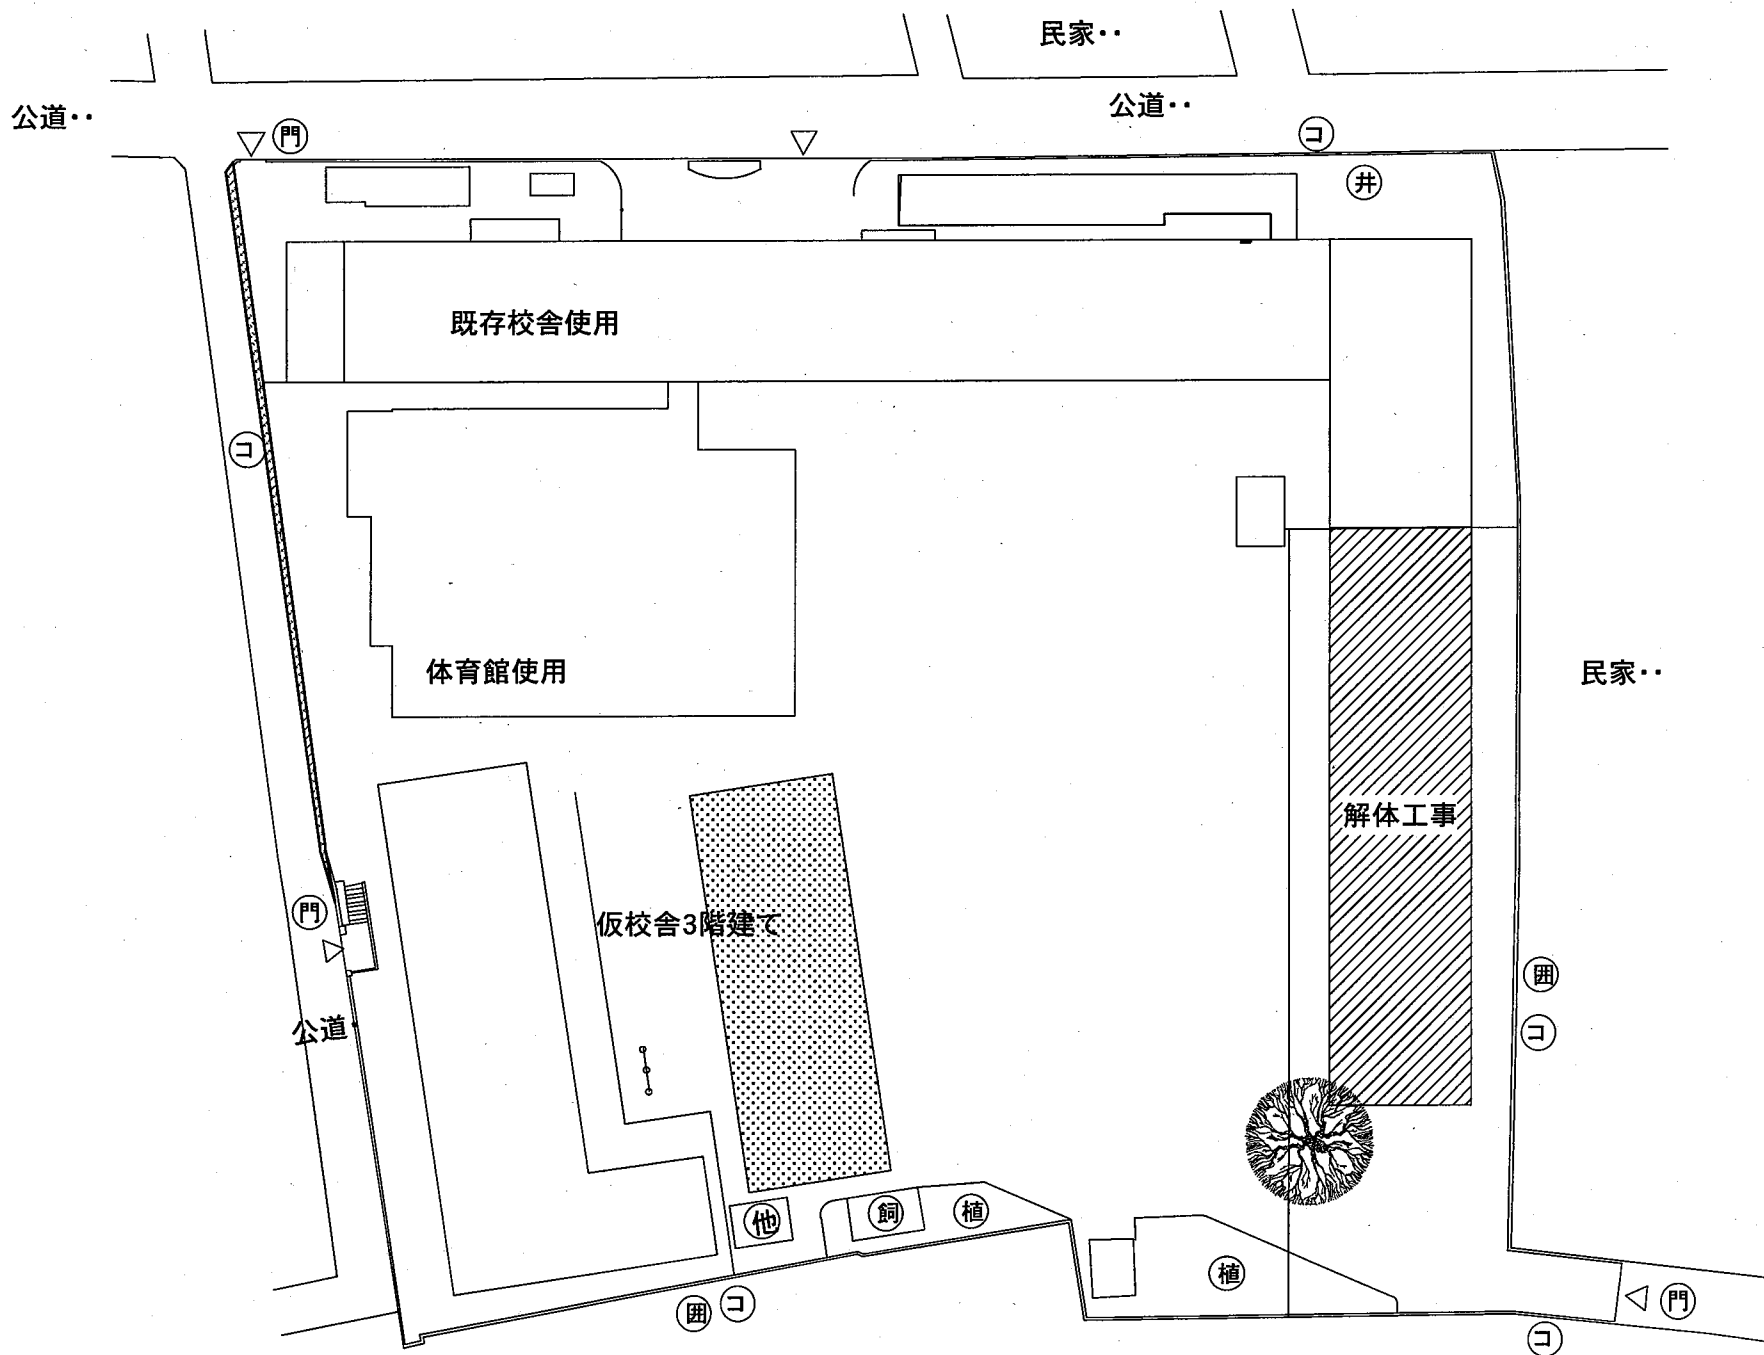 民家‥
公道‥
公道‥
門
コ
井
既存校舎使用
コ
体育館使用
民家‥
解体工事
門
仮校舎3階建て
囲
公道
コ
他
飼
植
植
囲
コ
門
コ